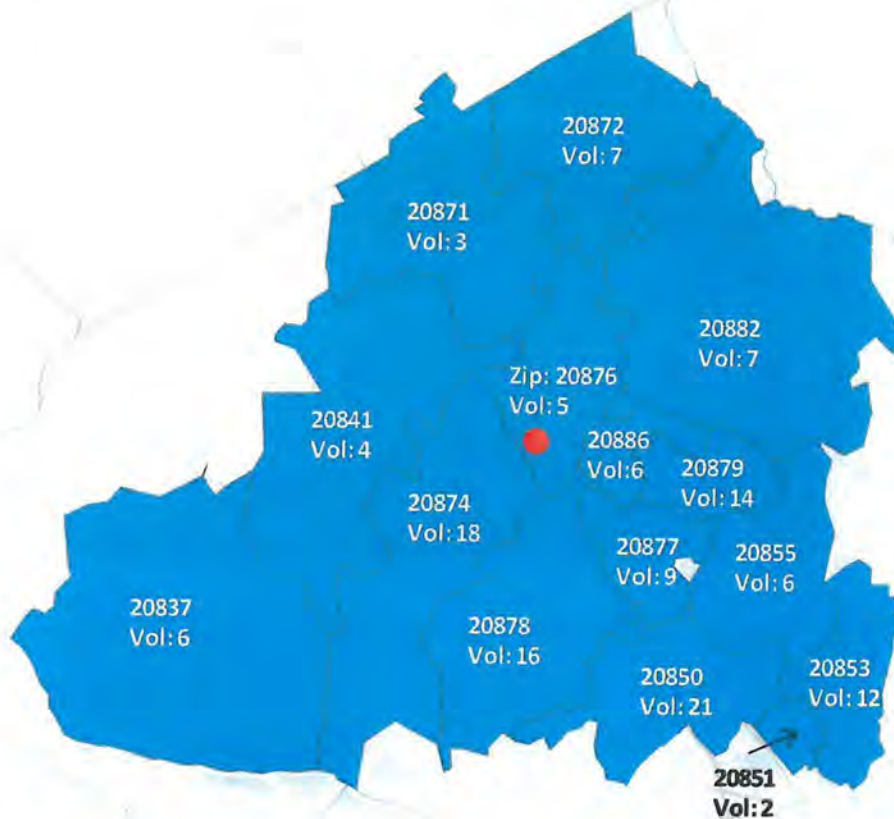 20872
Vol: 7
20871
Vol: 3
20882
Vol: 7
Zip: 20876
Vol: 5
20841
Vol: 4
20886
Vol: 6
20879
Vol: 14
20874
Vol: 18
20877
Vol: 9
20855
Vol: 6
20837
Vol: 6
20878
Vol: 16
20850
Vol: 21
20853
Vol: 12
20851
Vol: 2